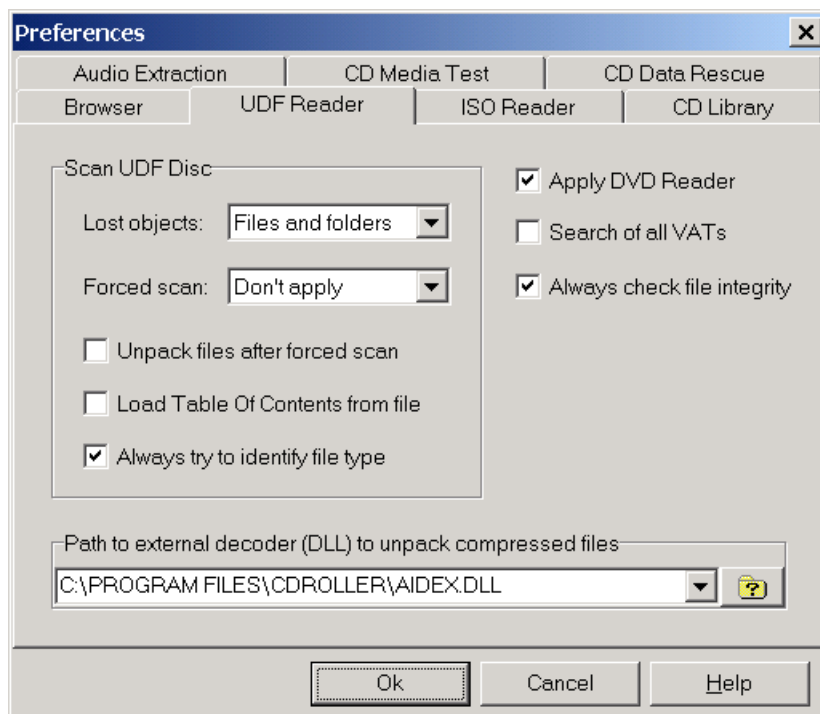 Preferences
Audio Extraction CD Media Test CD Data Rescue
Browser UDF Reader ISO Reader CD Library
Scan UDF Disc
Apply DVD Reader
Lost objects: Files and folders
Search of all VATs
Forced scan: Don't apply
Always check file integrity
Unpack files after forced scan
Load Table Of Contents from file
Always try to identify file type
Path to external decoder (DLL) to unpack compressed files
C:\PROGRAM FILES\CDROLLER\AIDEX.DLL
Ok Cancel Help